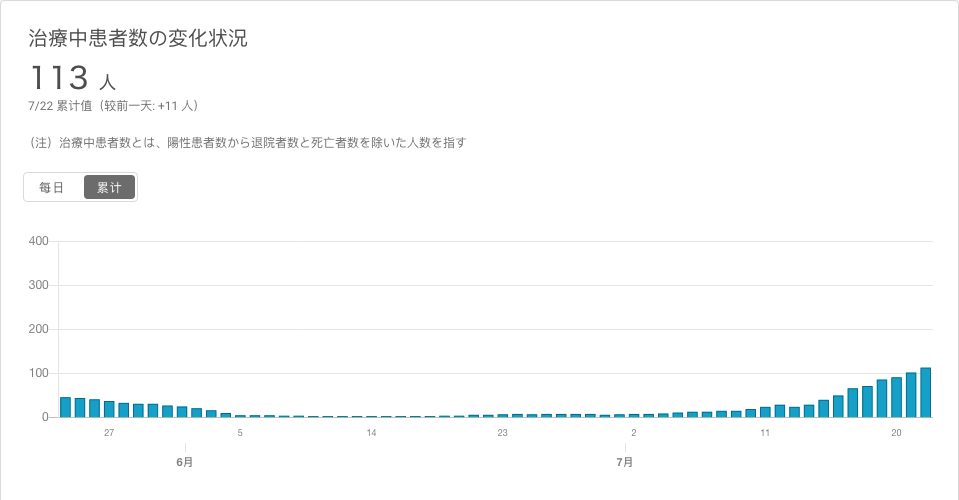 治療中患者数の変化状況
113 人
7/22 累计值（较前一天: +11 人）
（注）治療中患者数とは、陽性患者数から退院者数と死亡者数を除いた人数を指す
每日 累计
400
300
200
100
0
27 5 14 23 2 11 20
6月 7月